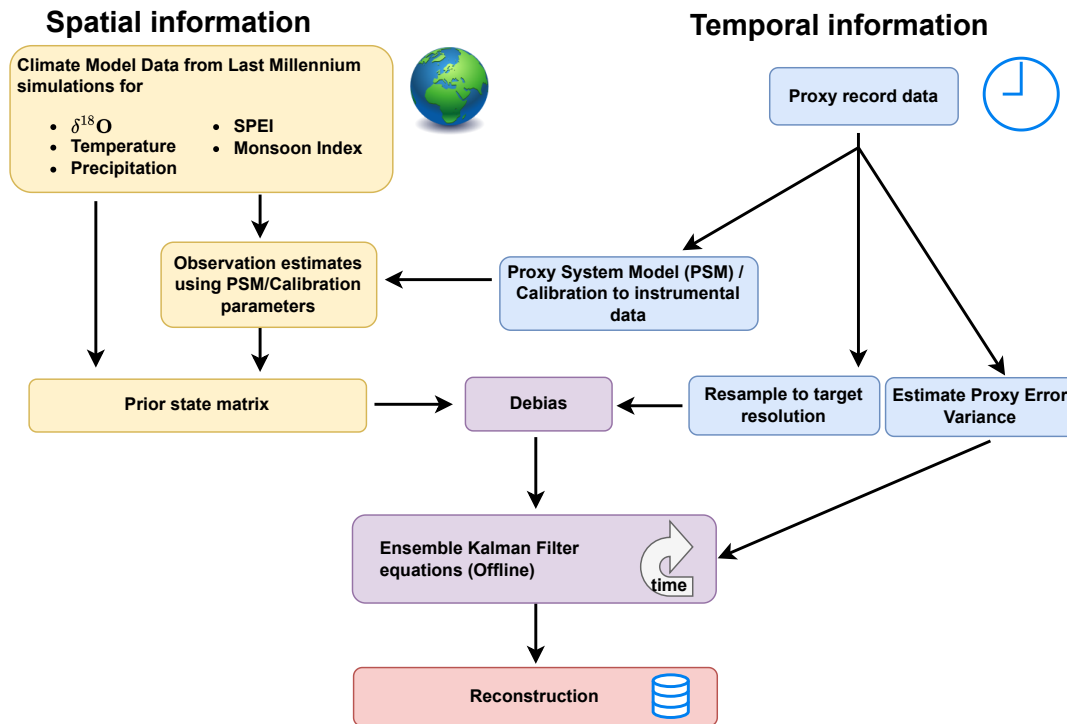 Spatial information
Temporal information
Climate Model Data from Last Millennium
simulations for
• δ¹⁸O
• Temperature
• Precipitation
• SPEI
• Monsoon Index
Proxy record data
Observation estimates
using PSM/Calibration
parameters
Proxy System Model (PSM) /
Calibration to instrumental
data
Prior state matrix
Debias
Resample to target
resolution
Estimate Proxy Error
Variance
Ensemble Kalman Filter
equations (Offline)
time
Reconstruction